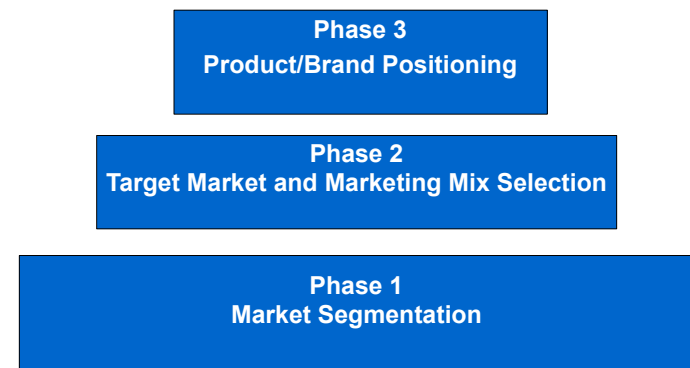 Phase 3
Product/Brand Positioning
Phase 2
Target Market and Marketing Mix Selection
Phase 1
Market Segmentation